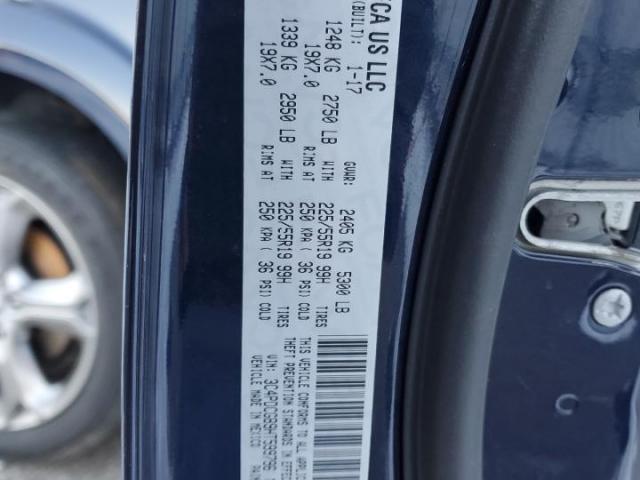 FCA US LLC
(BUILT): 1-17 GVWR: 2405 KG 5300 LB
1248 KG 2750 LB WITH 225/55R19 99H TIRES
19X7.0 RIMS AT 250 KPA ( 36 PSI) COLD
1339 KG 2950 LB WITH 225/55R19 99H TIRES
19X7.0 RIMS AT 250 KPA ( 36 PSI) COLD
THIS VEHICLE CONFORMS TO ALL
THEFT PREVENTION STANDARDS IN
VIN: 3C4PDCGB9HT599796
VEHICLE MADE IN MEXICO